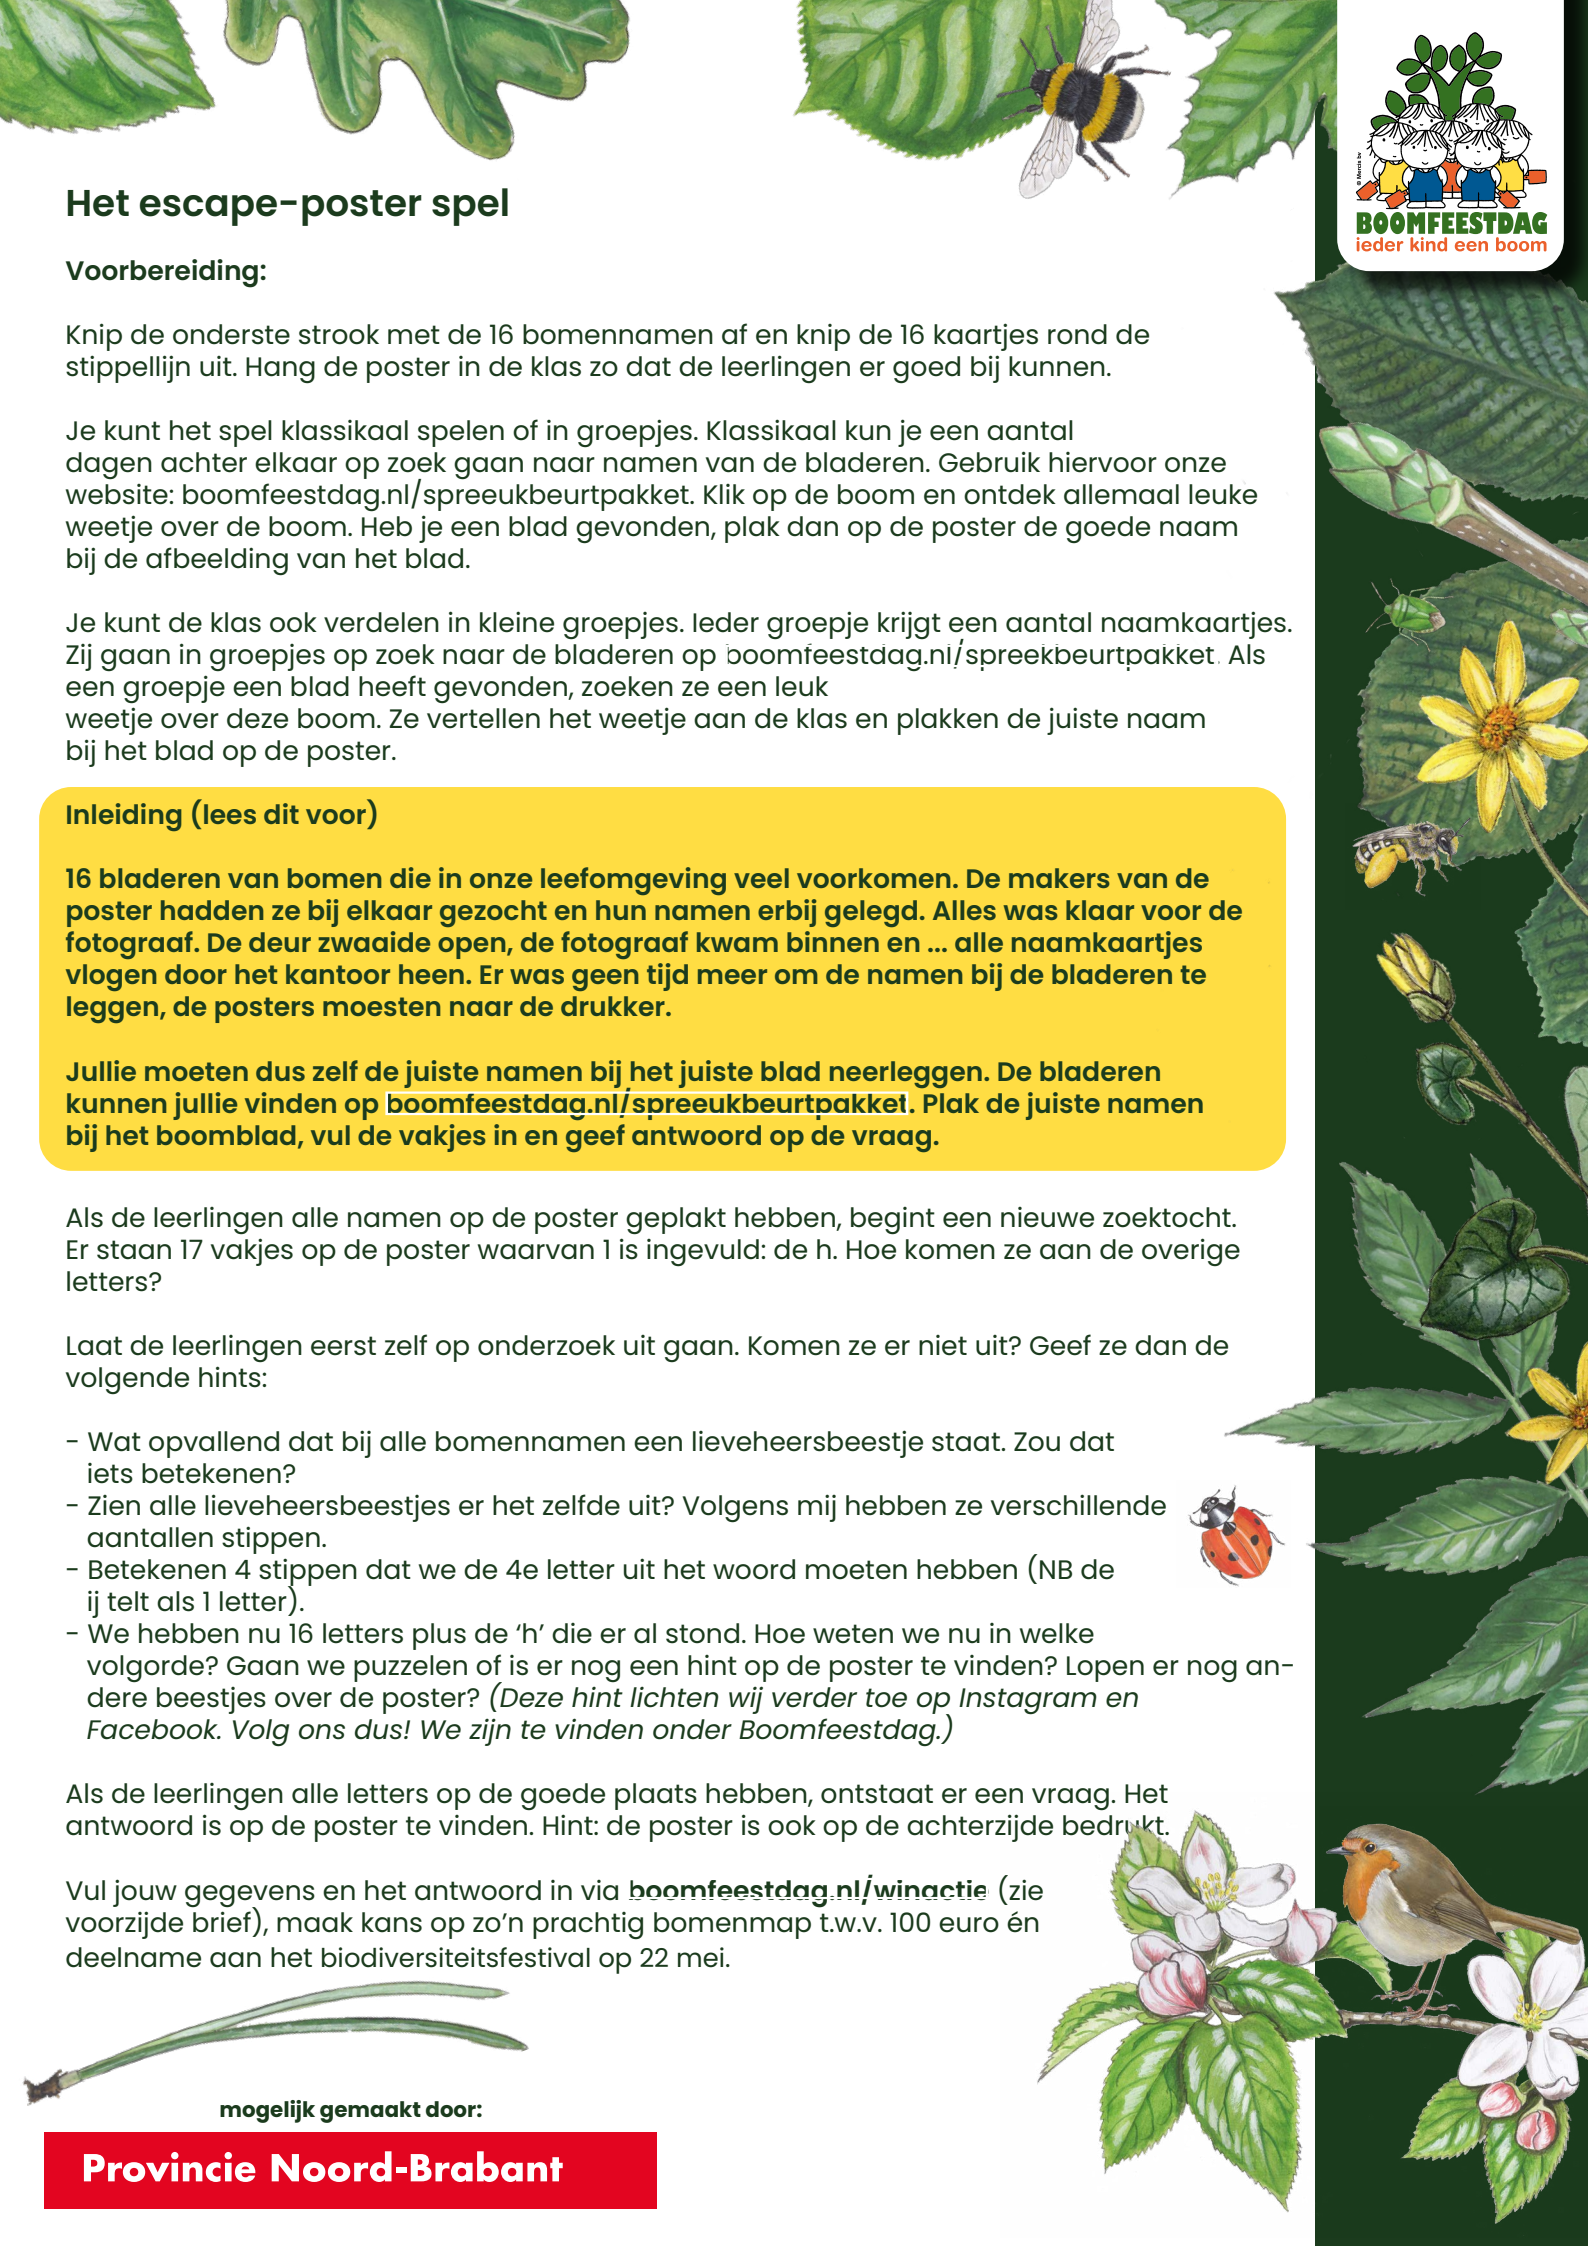 © Mercis bv
BOOMFEESTDAG
ieder kind een boom
Het escape-poster spel
Voorbereiding:
Knip de onderste strook met de 16 bomennamen af en knip de 16 kaartjes rond de
stippellijn uit. Hang de poster in de klas zo dat de leerlingen er goed bij kunnen.
Je kunt het spel klassikaal spelen of in groepjes. Klassikaal kun je een aantal
dagen achter elkaar op zoek gaan naar namen van de bladeren. Gebruik hiervoor onze
website: boomfeestdag.nl/spreeukbeurtpakket. Klik op de boom en ontdek allemaal leuke
weetje over de boom. Heb je een blad gevonden, plak dan op de poster de goede naam
bij de afbeelding van het blad.
Je kunt de klas ook verdelen in kleine groepjes. Ieder groepje krijgt een aantal naamkaartjes.
Zij gaan in groepjes op zoek naar de bladeren op boomfeestdag.nl/spreekbeurtpakket. Als
een groepje een blad heeft gevonden, zoeken ze een leuk
weetje over deze boom. Ze vertellen het weetje aan de klas en plakken de juiste naam
bij het blad op de poster.
Inleiding (lees dit voor)
16 bladeren van bomen die in onze leefomgeving veel voorkomen. De makers van de
poster hadden ze bij elkaar gezocht en hun namen erbij gelegd. Alles was klaar voor de
fotograaf. De deur zwaaide open, de fotograaf kwam binnen en ... alle naamkaartjes
vlogen door het kantoor heen. Er was geen tijd meer om de namen bij de bladeren te
leggen, de posters moesten naar de drukker.
Jullie moeten dus zelf de juiste namen bij het juiste blad neerleggen. De bladeren
kunnen jullie vinden op boomfeestdag.nl/spreeukbeurtpakket. Plak de juiste namen
bij het boomblad, vul de vakjes in en geef antwoord op de vraag.
Als de leerlingen alle namen op de poster geplakt hebben, begint een nieuwe zoektocht.
Er staan 17 vakjes op de poster waarvan 1 is ingevuld: de h. Hoe komen ze aan de overige
letters?
Laat de leerlingen eerst zelf op onderzoek uit gaan. Komen ze er niet uit? Geef ze dan de
volgende hints:
- Wat opvallend dat bij alle bomennamen een lieveheersbeestje staat. Zou dat
iets betekenen?
- Zien alle lieveheersbeestjes er het zelfde uit? Volgens mij hebben ze verschillende
aantallen stippen.
- Betekenen 4 stippen dat we de 4e letter uit het woord moeten hebben (NB de
ij telt als 1 letter).
- We hebben nu 16 letters plus de ‘h’ die er al stond. Hoe weten we nu in welke
volgorde? Gaan we puzzelen of is er nog een hint op de poster te vinden? Lopen er nog an-
dere beestjes over de poster? (Deze hint lichten wij verder toe op Instagram en
Facebook. Volg ons dus! We zijn te vinden onder Boomfeestdag.)
Als de leerlingen alle letters op de goede plaats hebben, ontstaat er een vraag. Het
antwoord is op de poster te vinden. Hint: de poster is ook op de achterzijde bedrukt.
Vul jouw gegevens en het antwoord in via boomfeestdag.nl/winactie (zie
voorzijde brief), maak kans op zo’n prachtig bomenmap t.w.v. 100 euro én
deelname aan het biodiversiteitsfestival op 22 mei.
mogelijk gemaakt door:
Provincie Noord-Brabant